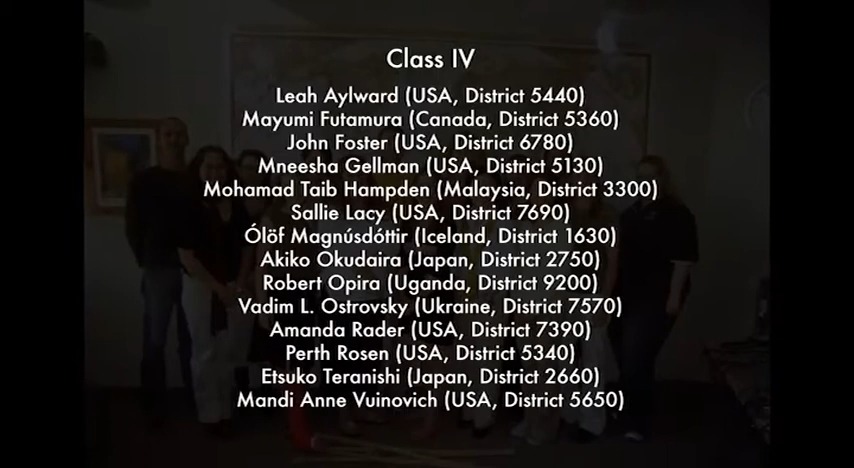 Class IV
Leah Aylward (USA, District 5440)
Mayumi Futamura (Canada, District 5360)
John Foster (USA, District 6780)
Mneesha Gellman (USA, District 5130)
Mohamad Taib Hampden (Malaysia, District 3300)
Sallie Lacy (USA, District 7690)
Ólöf Magnúsdóttir (Iceland, District 1630)
Akiko Okudaira (Japan, District 2750)
Robert Opira (Uganda, District 9200)
Vadim L. Ostrovsky (Ukraine, District 7570)
Amanda Rader (USA, District 7390)
Perth Rosen (USA, District 5340)
Etsuko Teranishi (Japan, District 2660)
Mandi Anne Vuinovich (USA, District 5650)